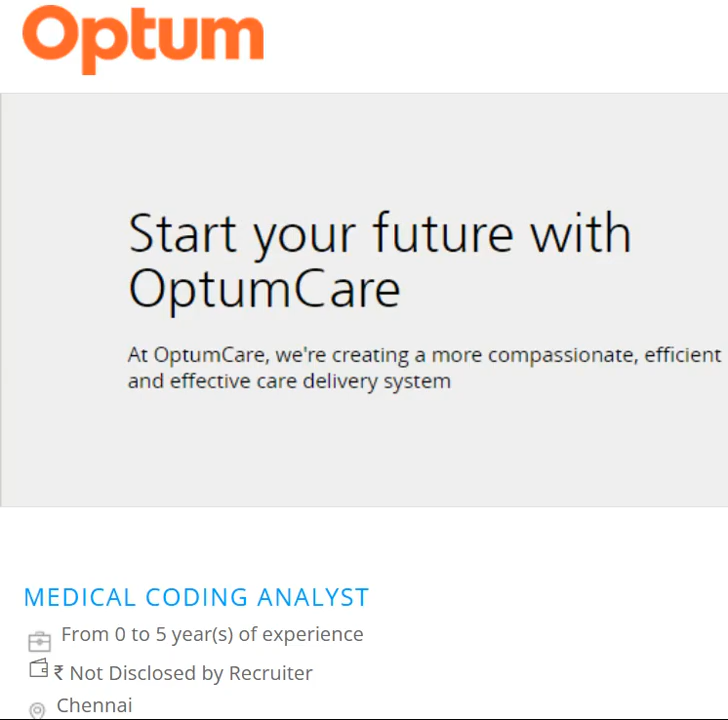 Optum
Start your future with
OptumCare
At OptumCare, we're creating a more compassionate, efficient
and effective care delivery system
MEDICAL CODING ANALYST
From 0 to 5 year(s) of experience
₹ Not Disclosed by Recruiter
Chennai